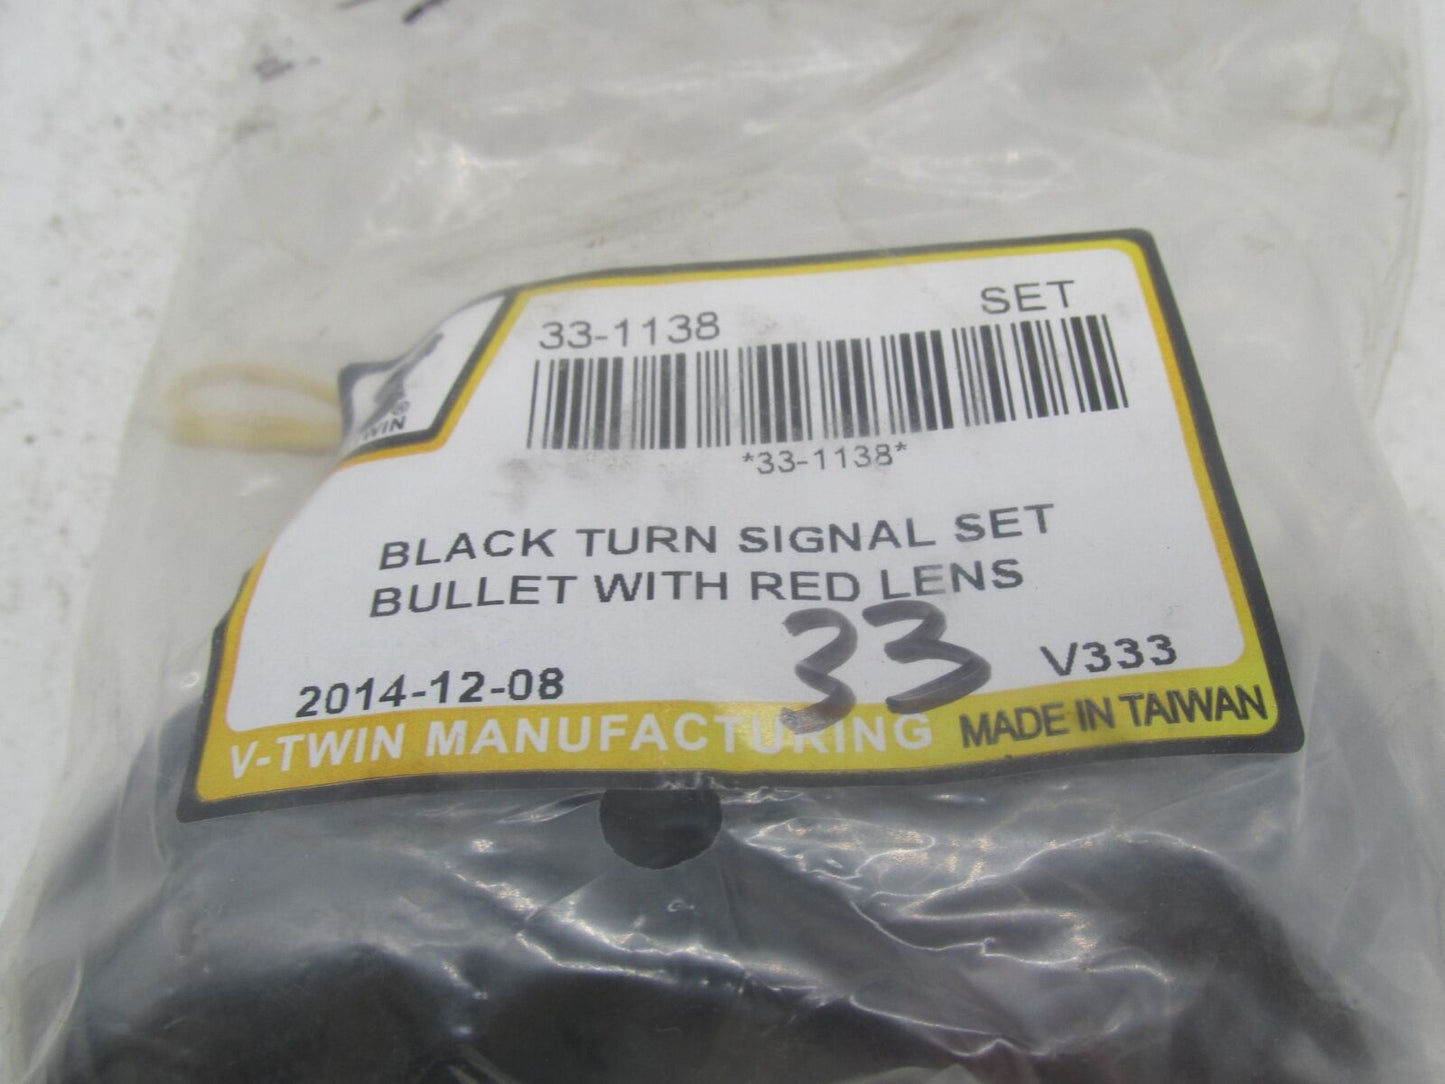 33-1138 SET
*33-1138*
® 
WIN
BLACK TURN SIGNAL SET
BULLET WITH RED LENS
33
2014-12-08 V333
V-TWIN MANUFACTURING MADE IN TAIWAN